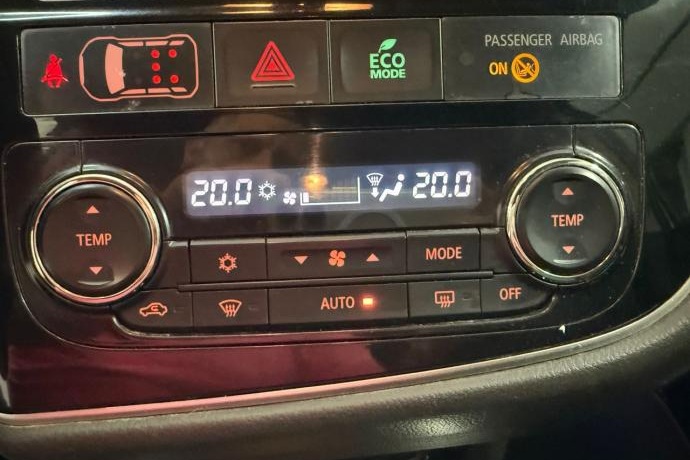 ECO
MODE
PASSENGER AIRBAG
ON
20.0 20.0
TEMP
TEMP
MODE
AUTO
OFF